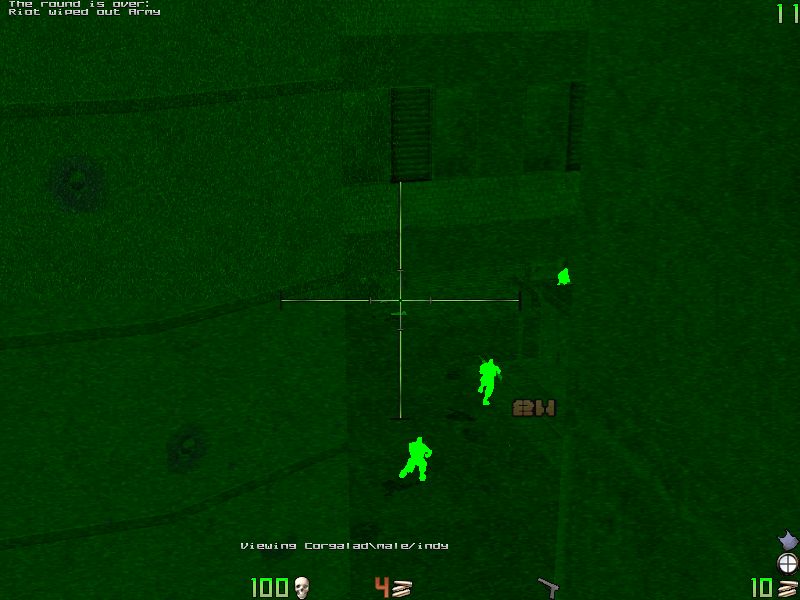 The round is over:
Riot wiped out Army
11
Viewing Corgalad\male/indy
100
4
10